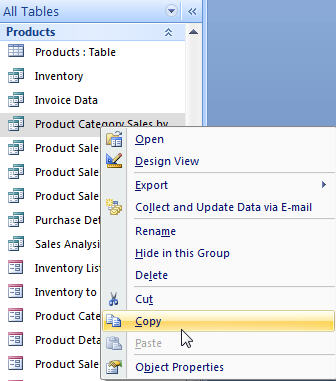 All Tables
Products
Products : Table
Inventory
Invoice Data
Product Category Sales by
Product Sale
Product Sale
Product Sale
Purchase Det
Sales Analysi
Inventory List
Inventory to
Product Cate
Product Deta
Product Sale
Open
Design View
Export
Collect and Update Data via E-mail
Rename
Hide in this Group
Delete
Cut
Copy
Paste
Object Properties